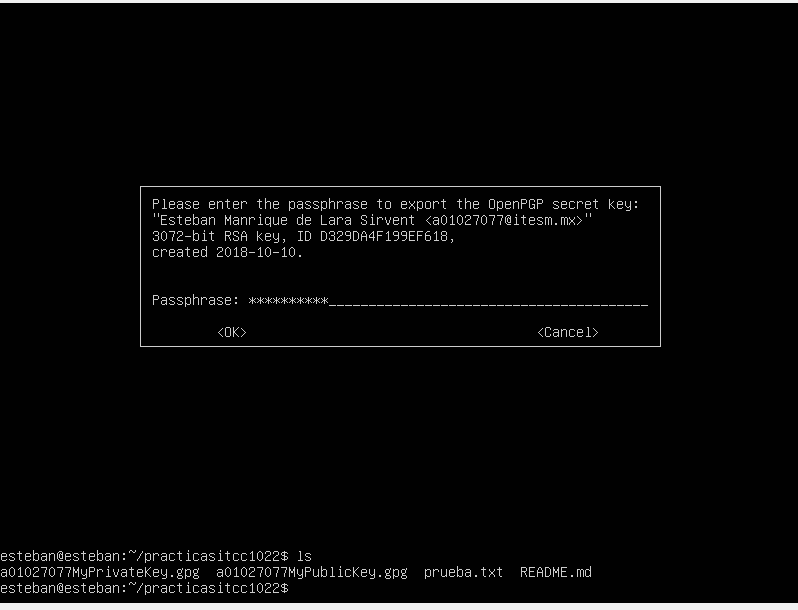 Please enter the passphrase to export the OpenPGP secret key:
"Esteban Manrique de Lara Sirvent <a01027077@itesm.mx>"
3072-bit RSA key, ID D329DA4F199EF618,
created 2018-10-10.
Passphrase: **********________________________________________
<OK> <Cancel>
esteban@esteban:~/practicasitcc1022$ ls
a01027077MyPrivateKey.gpg  a01027077MyPublicKey.gpg  prueba.txt  README.md
esteban@esteban:~/practicasitcc1022$